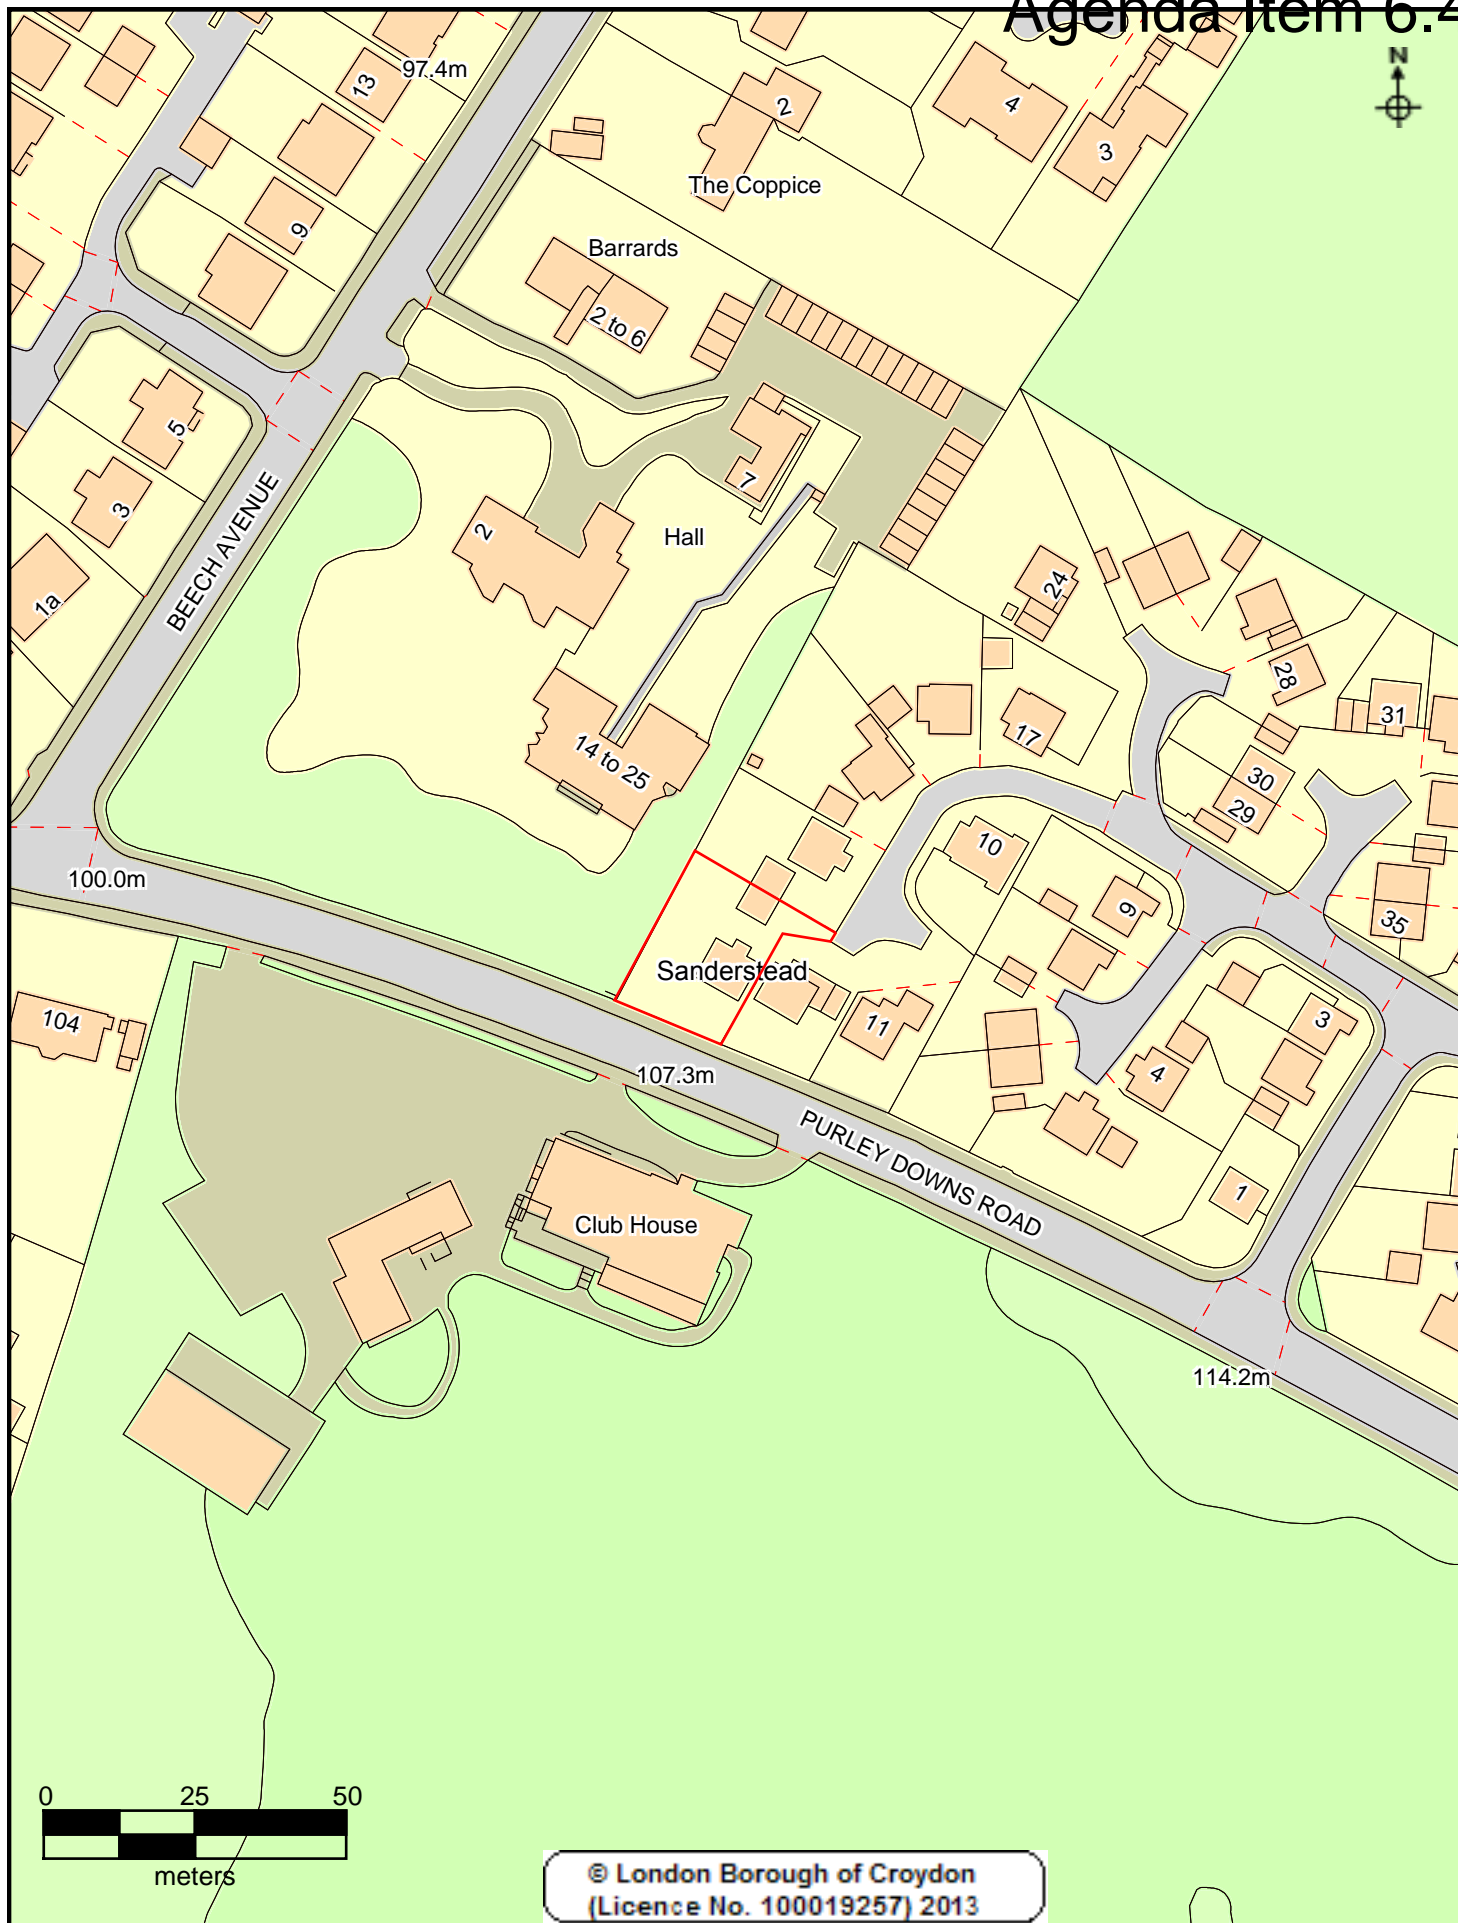 Agenda Item 6.4
N
97.4m
13
2
4
3
The Coppice
9
Barrards
2 to 6
5
3
7
2
Hall
1a
BEECH AVENUE
24
28
31
17
14 to 25
30
29
10
100.0m
9
35
Sanderstead
11
3
104
107.3m
4
PURLEY DOWNS ROAD
1
Club House
114.2m
0 25 50
meters
© London Borough of Croydon
(Licence No. 100019257) 2013